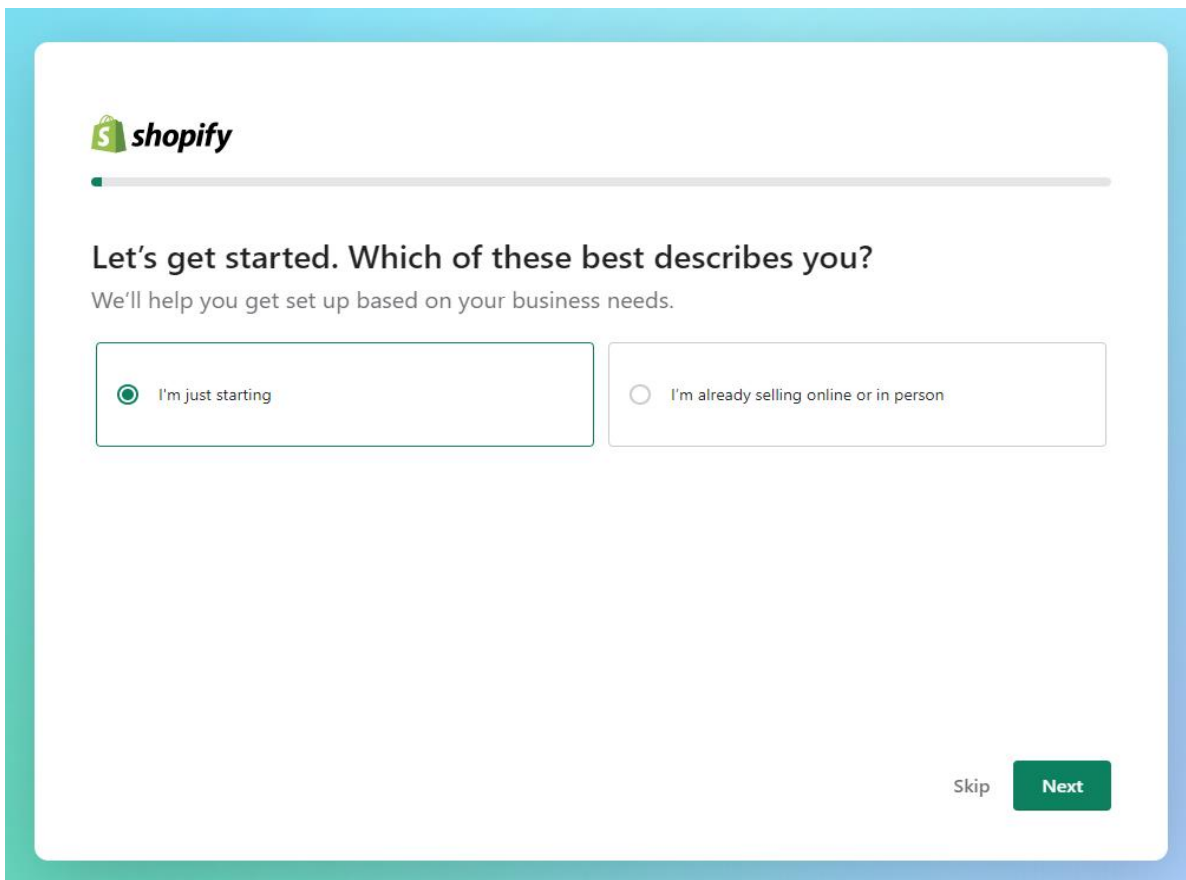 shopify
Let's get started. Which of these best describes you?
We'll help you get set up based on your business needs.
I'm just starting
I'm already selling online or in person
Skip
Next